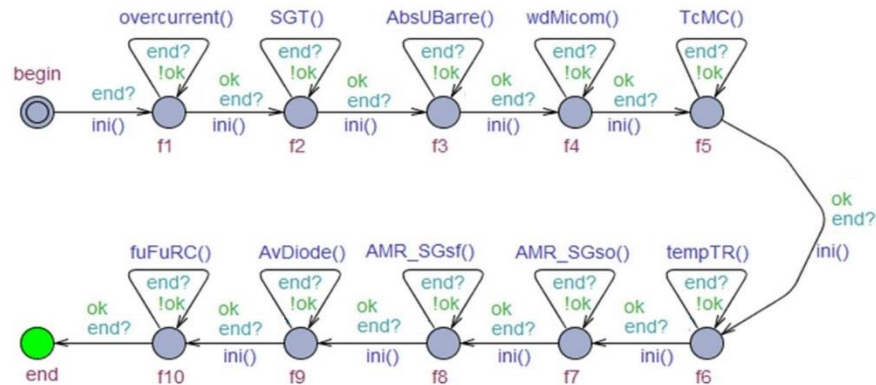 overcurrent() SGT() AbsUBarre() wdMicom() TcMC()
end? end? end? end? end?
!ok !ok !ok !ok !ok
begin
ok ok ok ok
end? end? end? end? end?
ini() ini() ini() ini() ini()
f1 f2 f3 f4 f5
ok
end?
ini()
fuFuRC() AvDiode() AMR_SGsf() AMR_SGso() tempTR()
end? end? end? end? end?
!ok !ok !ok !ok !ok
ok ok ok ok ok
end? end? end? end? end?
ini() ini() ini() ini()
end f10 f9 f8 f7 f6